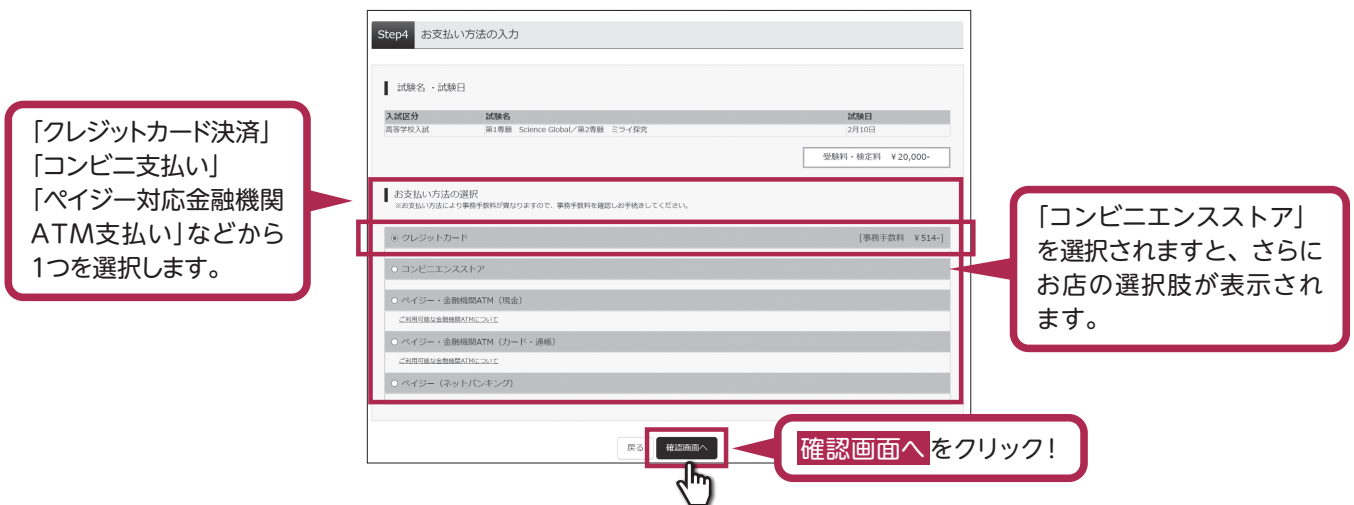 Step4 お支払い方法の入力
試験名 ・試験日
入試区分 試験名 試験日
高等学校入試 第1専願 Science Global／第2専願 ミライ探究 2月10日
受験料・検定料 ￥20,000-
「クレジットカード決済」
「コンビニ支払い」
「ペイジー対応金融機関
ATM支払い」などから
1つを選択します。
お支払い方法の選択
※お支払い方法により事務手数料が異なりますので、事務手数料を確認しお手続きしてください。
クレジットカード [事務手数料 ￥514-]
コンビニエンスストア
ペイジー・金融機関ATM（現金）
ご利用可能な金融機関ATMについて
ペイジー・金融機関ATM（カード・通帳）
ご利用可能な金融機関ATMについて
ペイジー（ネットバンキング）
「コンビニエンスストア」
を選択されますと、さらに
お店の選択肢が表示され
ます。
戻る 確認画面へ
確認画面へをクリック！